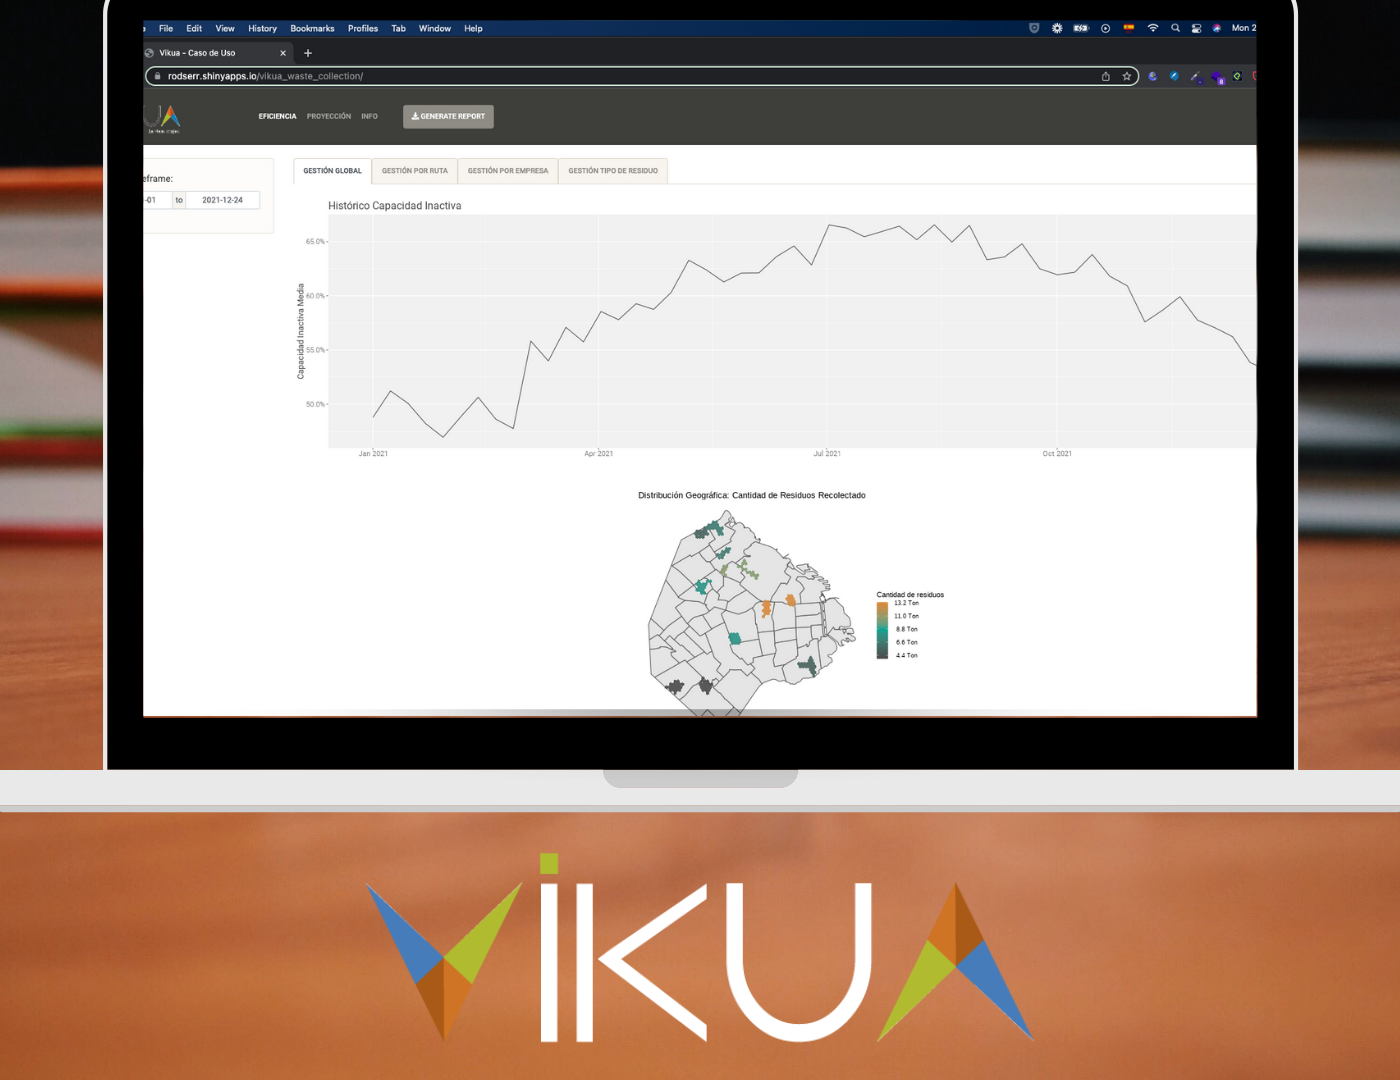 File Edit View History Bookmarks Profiles Tab Window Help Mon 2
Vikua - Caso de Uso
rodserr.shinyapps.io/vikua_waste_collection/
8
UA
EFICIENCIA PROYECCIÓN INFO GENERATE REPORT
eframe:
-01 to 2021-12-24
GESTIÓN GLOBAL GESTIÓN POR RUTA GESTIÓN POR EMPRESA GESTIÓN TIPO DE RESIDUO
Histórico Capacidad Inactiva
Capacidad Inactiva Media
65.0%
60.0%
55.0%
50.0%
Jan 2021 Apr 2021 Jul 2021 Oct 2021
Distribución Geográfica: Cantidad de Residuos Recolectado
Cantidad de residuos
13.2 Ton
11.0 Ton
8.8 Ton
6.6 Ton
4.4 Ton
ViKUA